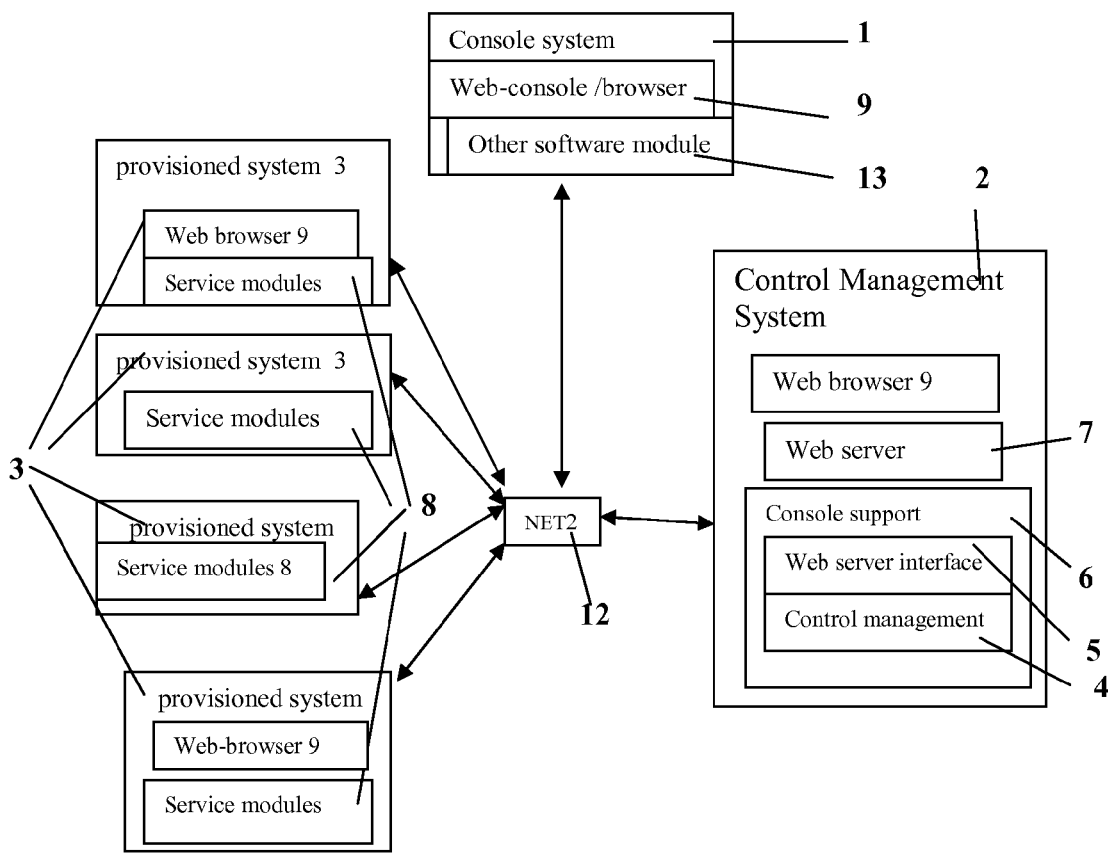 Console system
1
Web-console /browser
9
Other software module
13
provisioned system 3
Web browser 9
Service modules
provisioned system 3
Service modules
3
provisioned system
Service modules 8
8
provisioned system
Web-browser 9
Service modules
NET2
12
2
Control Management
System
Web browser 9
Web server
7
Console support
6
Web server interface
5
Control management
4